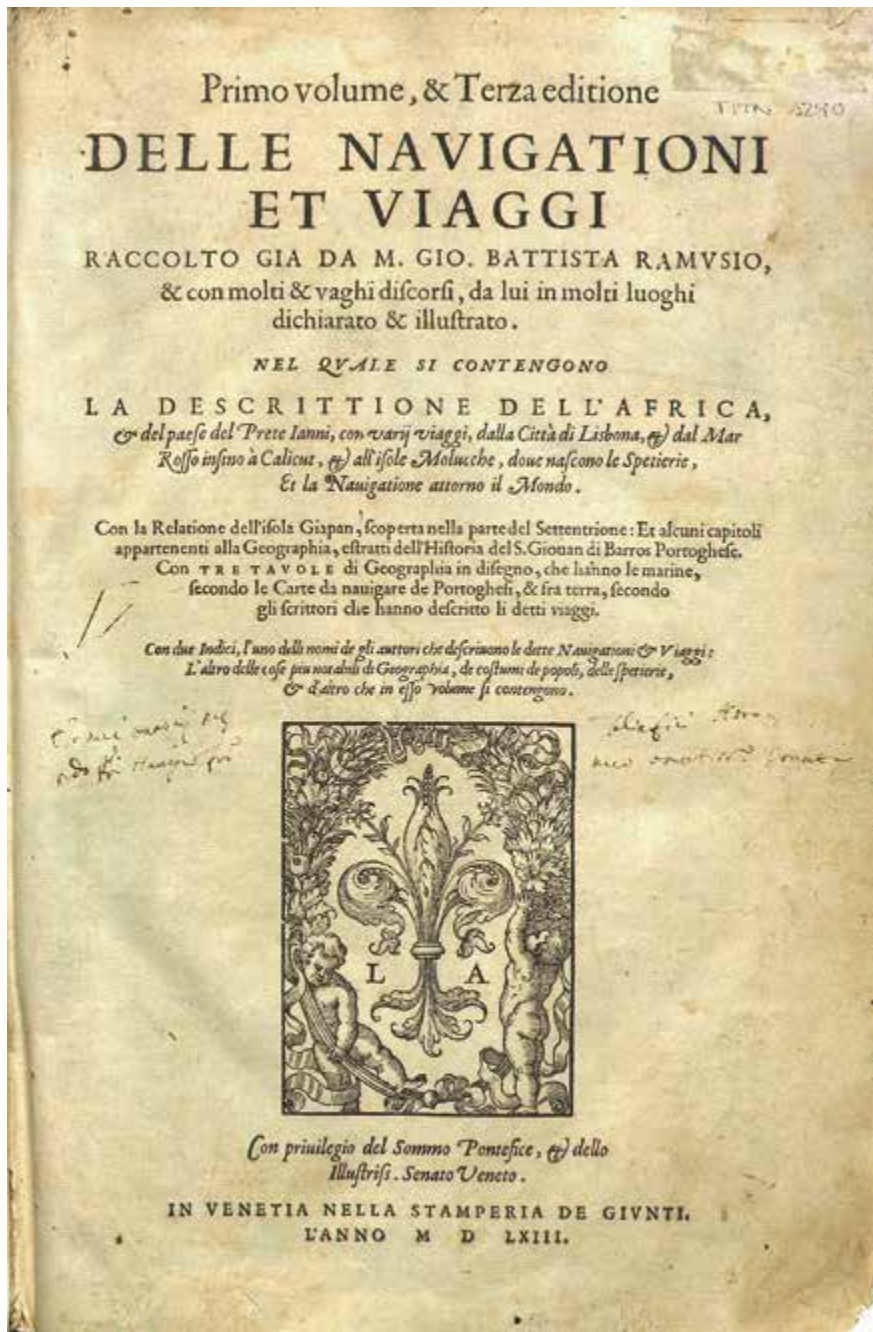 Primo volume, & Terza editione
DELLE NAVIGATIONI
ET VIAGGI
RACCOLTO GIA DA M. GIO. BATTISTA RAMVSIO,
& con molti & vaghi discorsi, da lui in molti luoghi
dichiarato & illustrato.
NEL QVALE SI CONTENGONO
LA DESCRITTIONE DELL'AFRICA,
& del paese del Prete Ianni, con varij viaggi, dalla Città di Lisbona, & dal Mar
Rosso insino à Calicut, & all'isole Molucche, doue nascono le Spetierie,
Et la Nauigatione attorno il Mondo.
Con la Relatione dell'isola Giapan, scoperta nella parte del Settentrione: Et alcuni capitoli
appartenenti alla Geographia, estratti dell'Historia del S. Giouan di Barros Portoghese.
Con TRE TAVOLE di Geographia in disegno, che hanno le marine,
secondo le Carte da nauigare de Portoghesi, & fra terra, secondo
gli scrittori che hanno descritto li detti viaggi.
Con due Indici, l'uno delli nomi de gli auttori che descriuono le dette Nauigationi & Viaggi:
L'altro delle cose piu notabili di Geographia, de costumi de popoli, delle spetierie,
& d'altro che in esso volume si contengono.
L A
Con priuilegio del Sommo Pontefice, & dello
Illustriss. Senato Veneto.
IN VENETIA NELLA STAMPERIA DE GIVNTI.
L'ANNO M D LXIII.